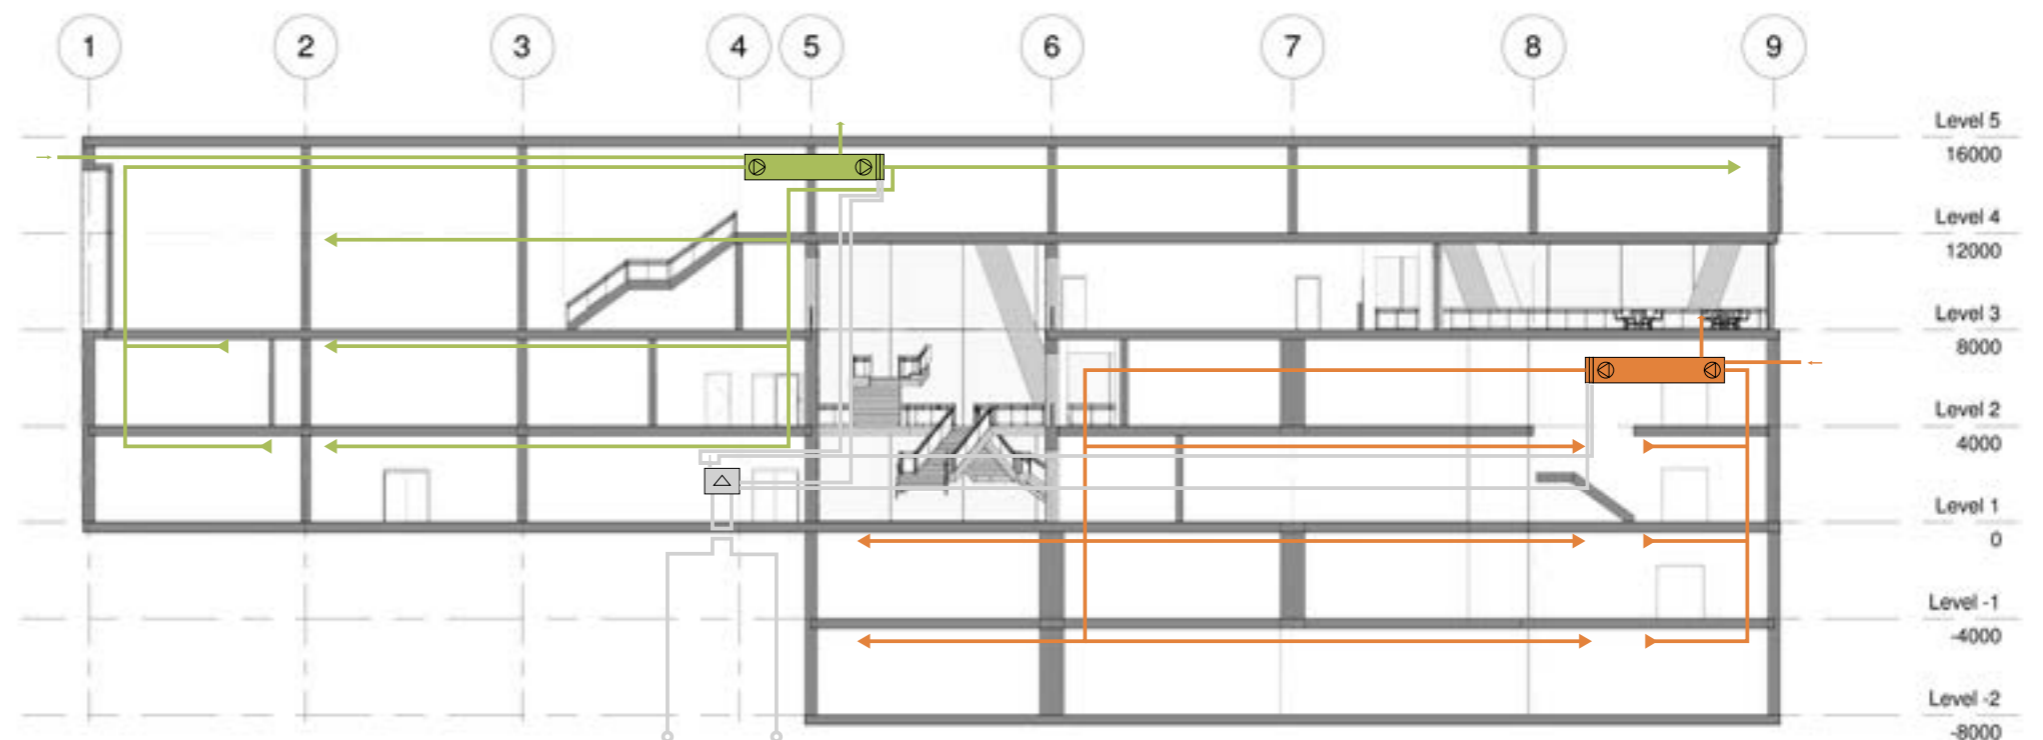 1 2 3 4 5 6 7 8 9
Level 5
16000
Level 4
12000
Level 3
8000
Level 2
4000
Level 1
0
Level -1
-4000
Level -2
-8000